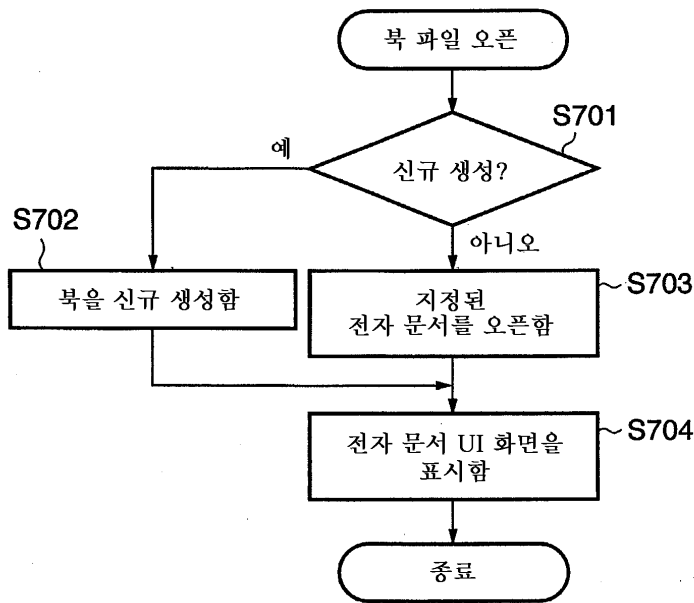 북 파일 오픈
S701
예
신규 생성?
S702
아니오
북을 신규 생성함
S703
지정된
전자 문서를 오픈함
S704
전자 문서 UI 화면을
표시함
종료